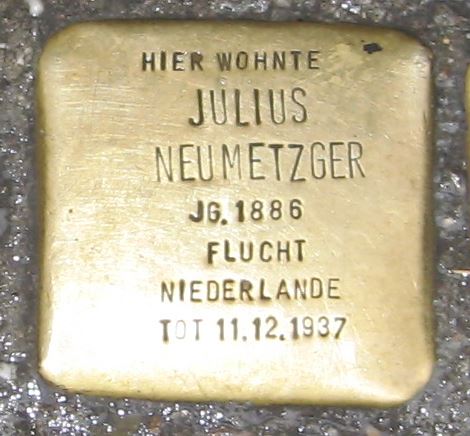 HIER WOHNTE
JULIUS
NEUMETZGER
JG. 1886
FLUCHT
NIEDERLANDE
TOT 11.12.1937